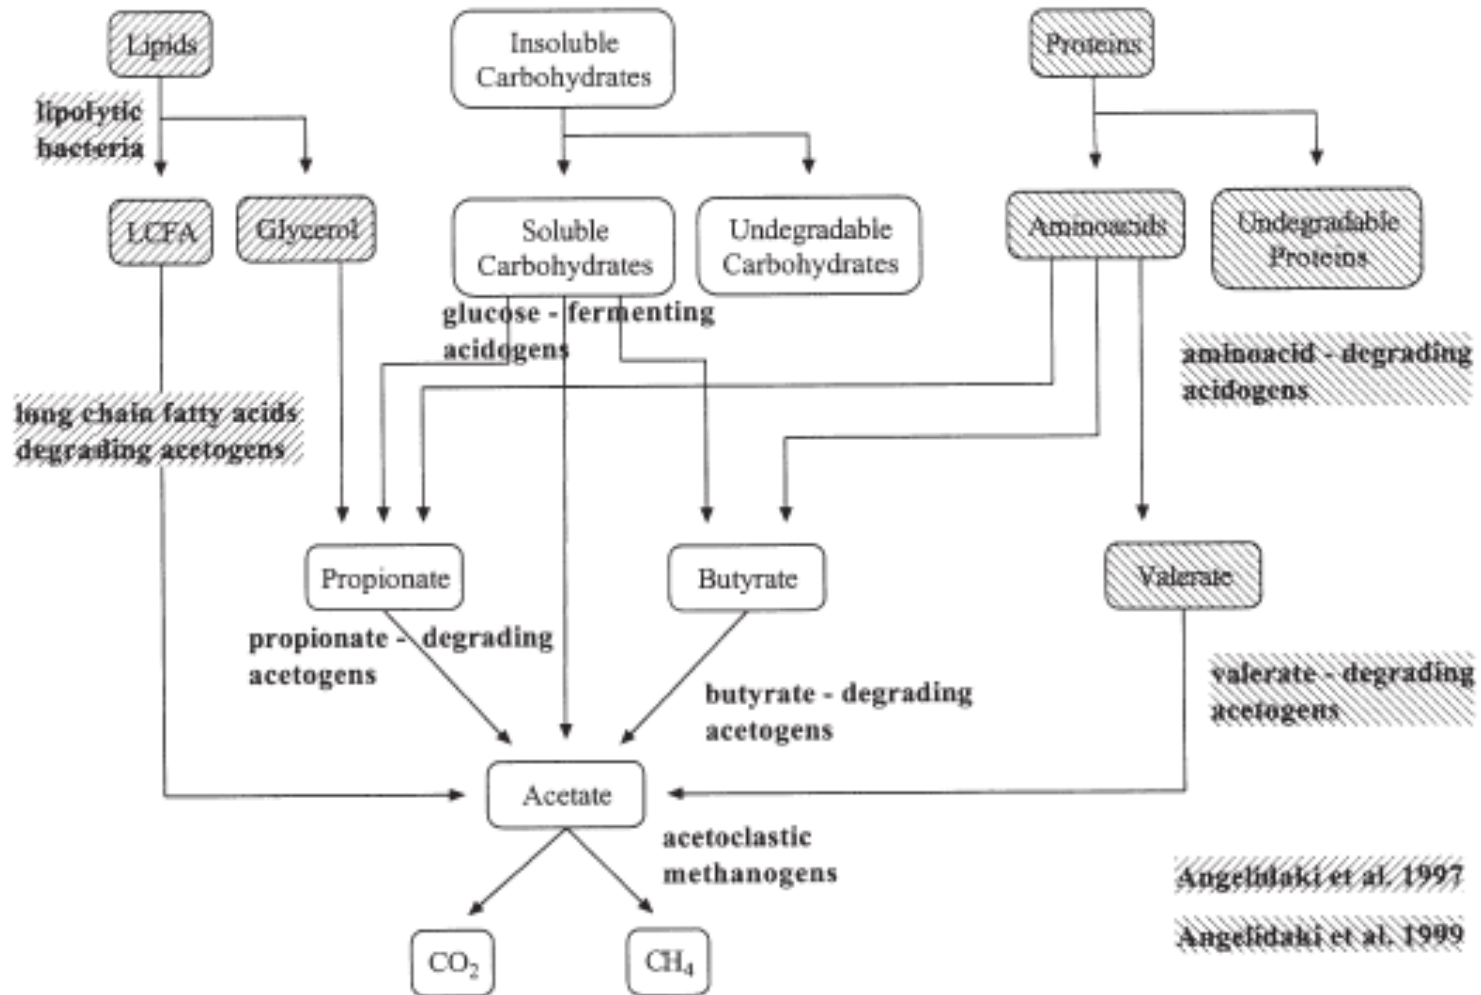 Lipids
Insoluble
Carbohydrates
Proteins
lipolytic
bacteria
LCFA
Glycerol
Soluble
Carbohydrates
Undegradable
Carbohydrates
Aminoacids
Undegradable
Proteins
glucose - fermenting
acidogens
aminoacid - degrading
acidogens
long chain fatty acids
degrading acetogens
Propionate
Butyrate
Valerate
propionate - degrading
acetogens
butyrate - degrading
acetogens
valerate - degrading
acetogens
Acetate
acetoclastic
methanogens
Angelidaki et al. 1997
Angelidaki et al. 1999
CO₂
CH₄